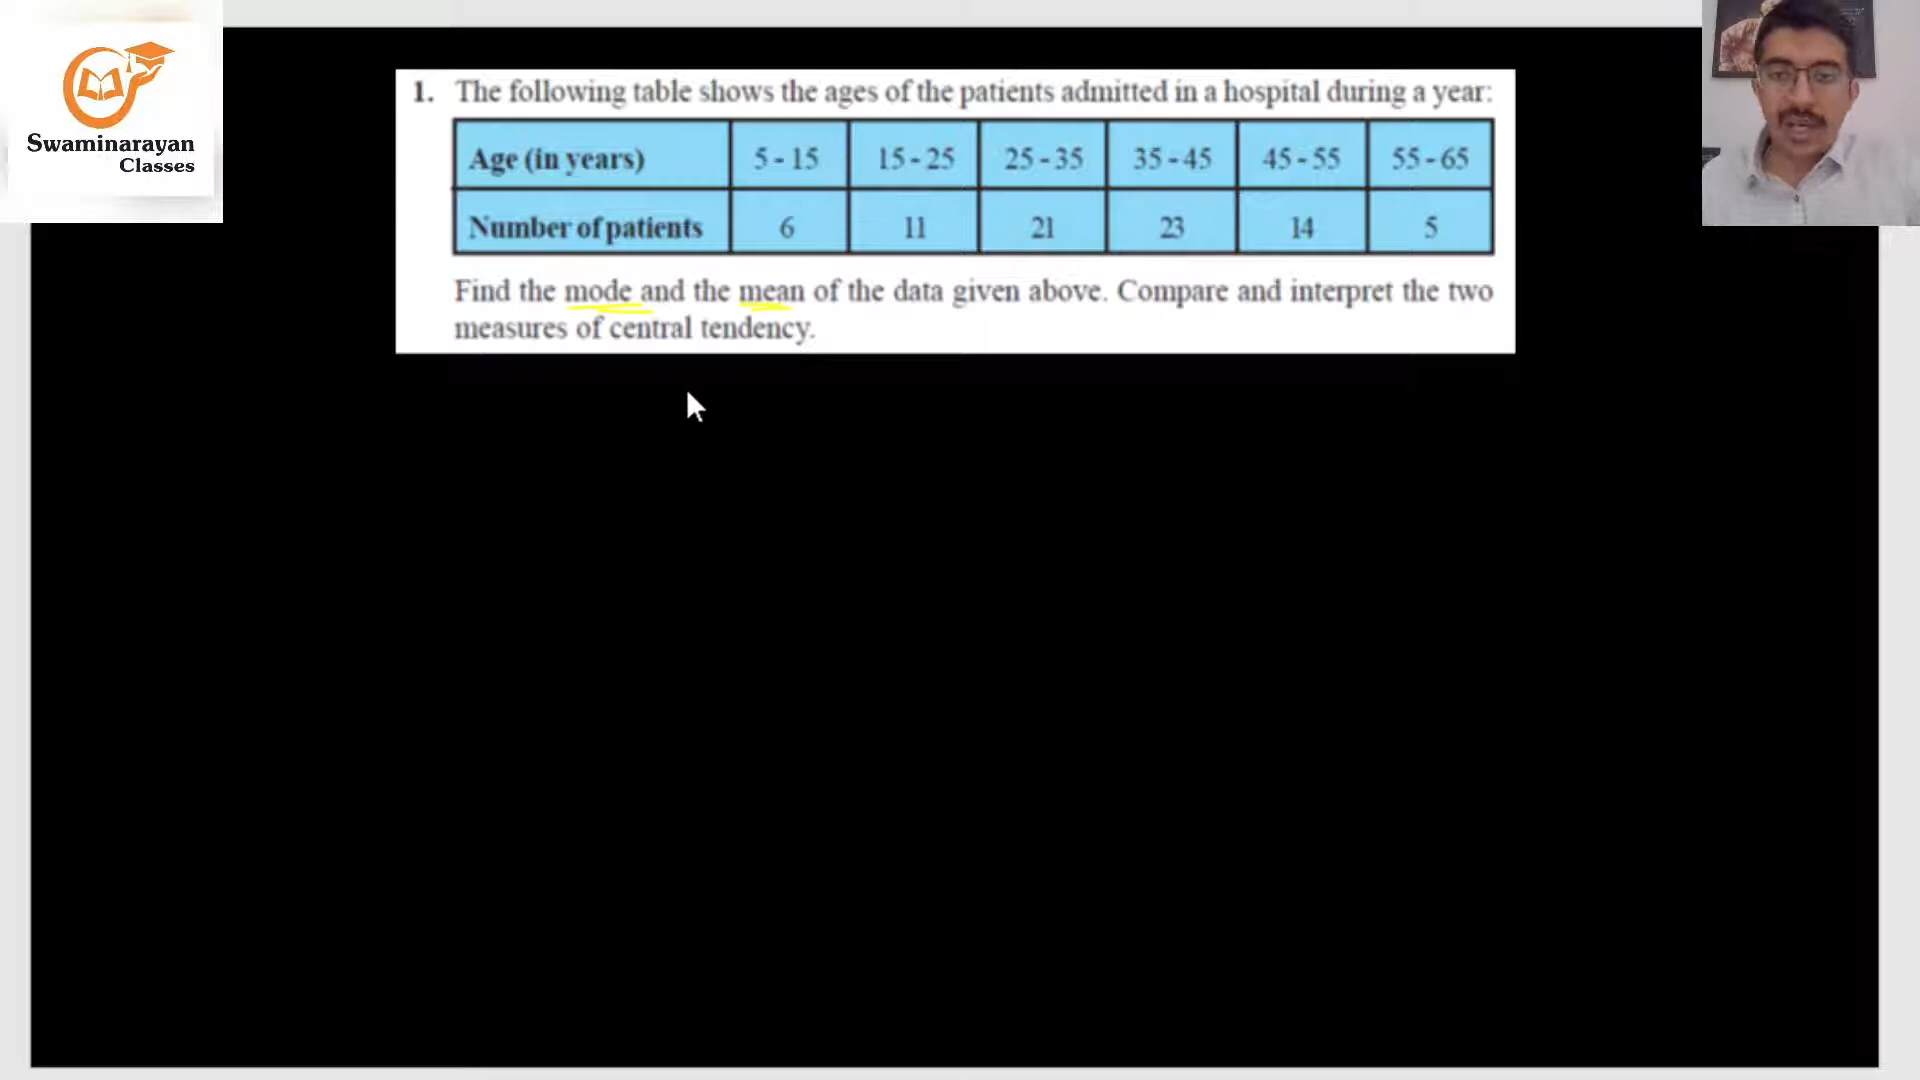 Swaminarayan
Classes
1. The following table shows the ages of the patients admitted in a hospital during a year:
Age (in years) 5 - 15 15 - 25 25 - 35 35 - 45 45 - 55 55 - 65
Number of patients 6 11 21 23 14 5
Find the mode and the mean of the data given above. Compare and interpret the two
measures of central tendency.